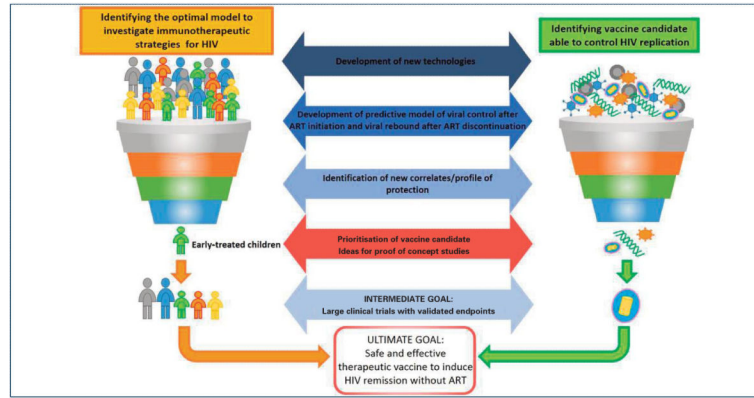 Identifying the optimal model to
investigate immunotherapeutic
strategies for HIV
Identifying vaccine candidate
able to control HIV replication
Development of new technologies
Development of predictive model of viral control after
ART initiation and viral rebound after ART discontinuation
Identification of new correlates/profile of
protection
Early-treated children
Prioritisation of vaccine candidate
Ideas for proof of concept studies
INTERMEDIATE GOAL:
Large clinical trials with validated endpoints
ULTIMATE GOAL:
Safe and effective
therapeutic vaccine to induce
HIV remission without ART